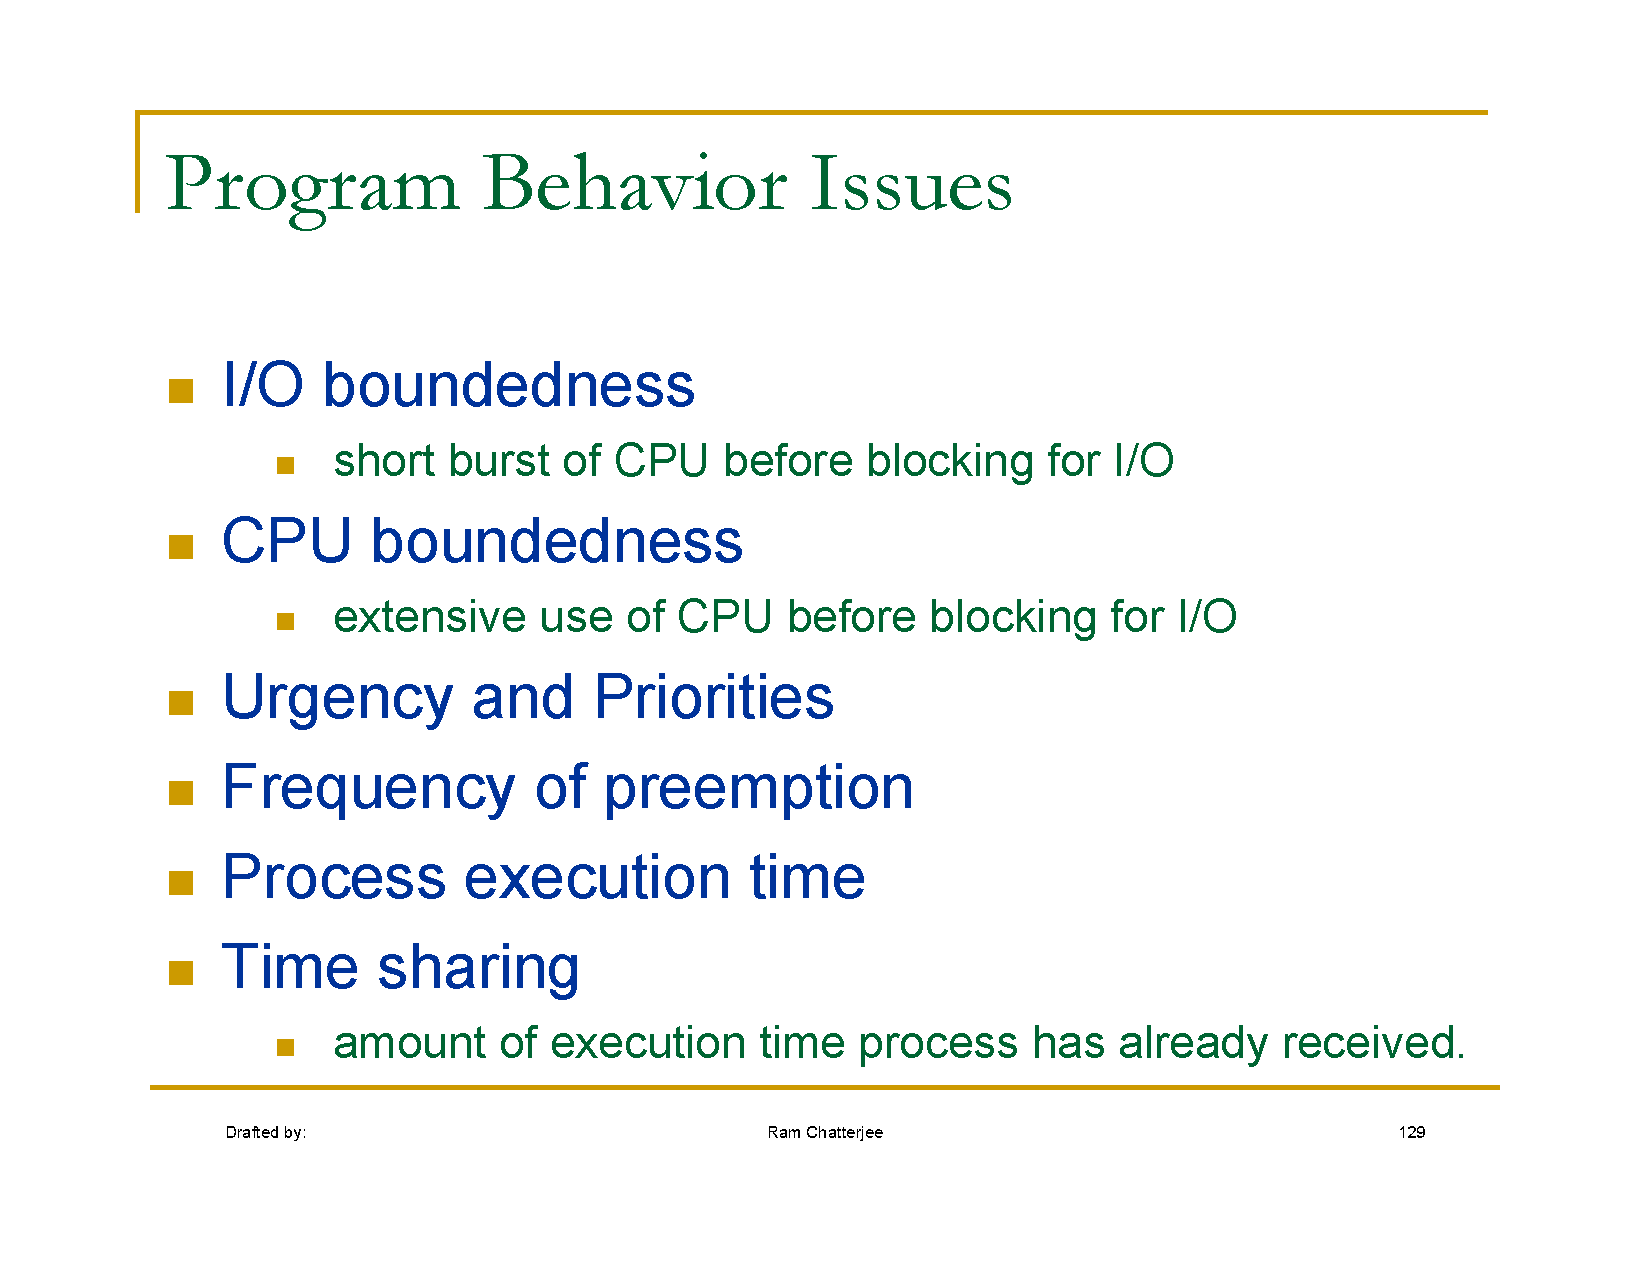 Program Behavior Issues
I/O boundedness
short burst of CPU before blocking for I/O
CPU boundedness
extensive use of CPU before blocking for I/O
Urgency and Priorities
Frequency of preemption
Process execution time
Time sharing
amount of execution time process has already received.
Drafted by: Ram Chatterjee 129